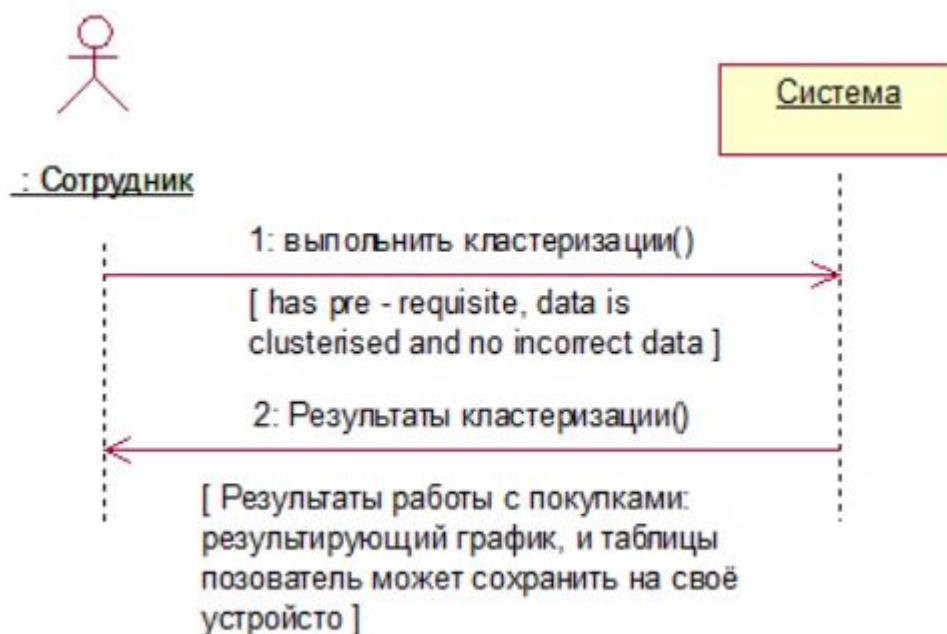 Система
: Сотрудник
1: выпольнить кластеризации()
[ has pre - requisite, data is
clusterised and no incorrect data ]
2: Результаты кластеризации()
[ Результаты работы с покупками:
результирующий график, и таблицы
позователь может сохранить на своё
устройсто ]